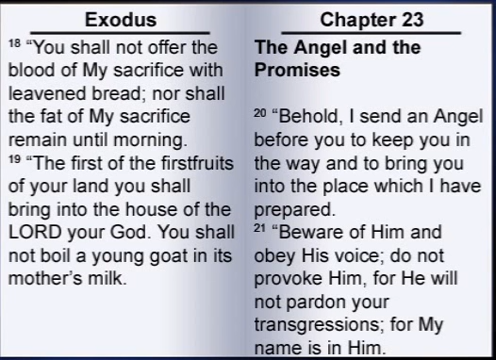 Exodus
18 “You shall not offer the
blood of My sacrifice with
leavened bread; nor shall
the fat of My sacrifice
remain until morning.
19 “The first of the firstfruits
of your land you shall
bring into the house of the
LORD your God. You shall
not boil a young goat in its
mother’s milk.
Chapter 23
The Angel and the
Promises
20 “Behold, I send an Angel
before you to keep you in
the way and to bring you
into the place which I have
prepared.
21 “Beware of Him and
obey His voice; do not
provoke Him, for He will
not pardon your
transgressions; for My
name is in Him.